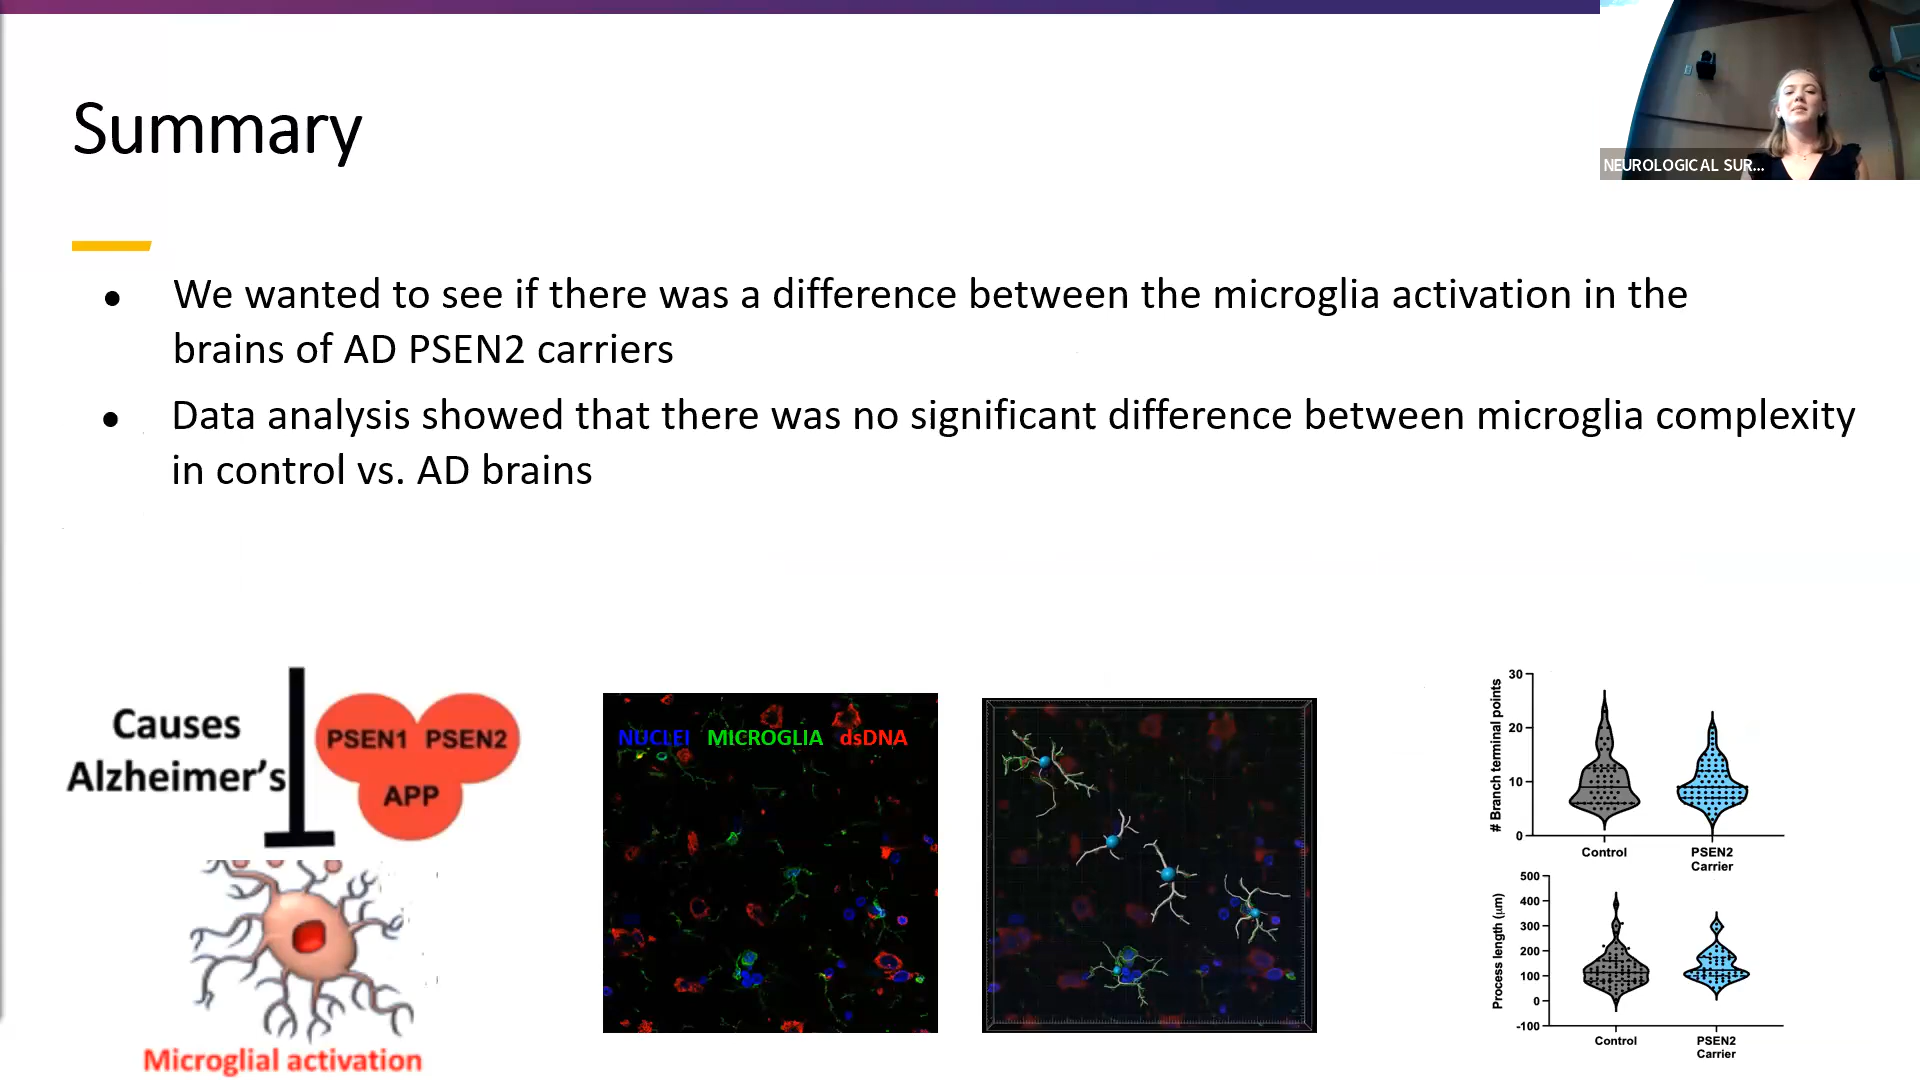 NEUROLOGICAL SUR...
Summary
We wanted to see if there was a difference between the microglia activation in the
brains of AD PSEN2 carriers
Data analysis showed that there was no significant difference between microglia complexity
in control vs. AD brains
Causes
Alzheimer's
PSEN1 PSEN2
APP
Microglial activation
NUCLEI MICROGLIA dsDNA
# Branch terminal points
30
20
10
0
Control
PSEN2
Carrier
Process length (μm)
500
400
300
200
100
0
-100
Control
PSEN2
Carrier